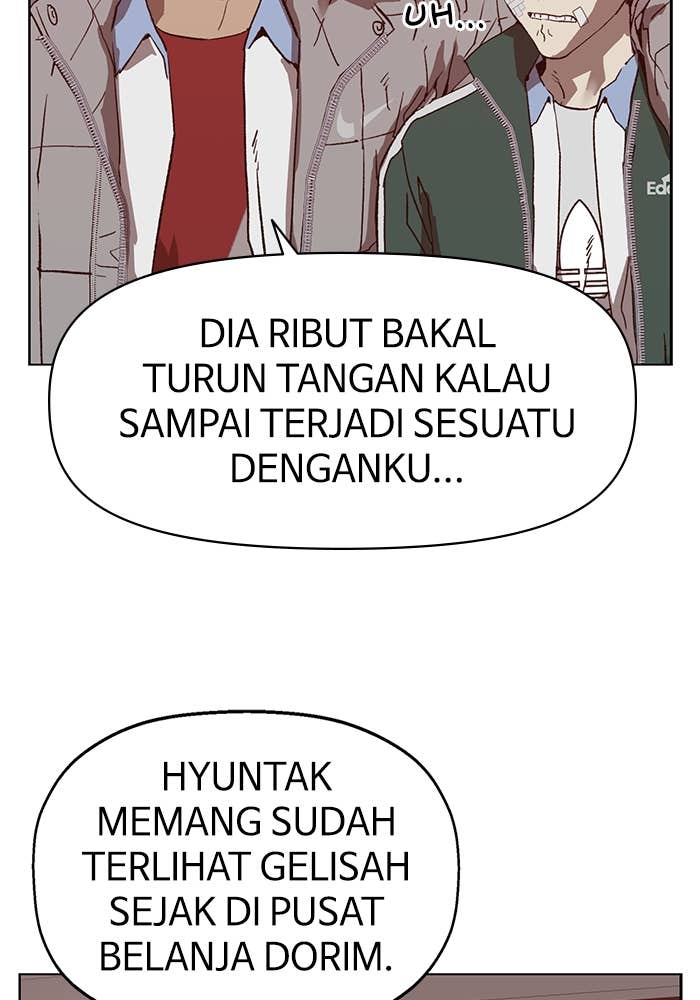 UH...
Edd
DIA RIBUT BAKAL
TURUN TANGAN KALAU
SAMPAI TERJADI SESUATU
DENGANKU...
HYUNTAK
MEMANG SUDAH
TERLIHAT GELISAH
SEJAK DI PUSAT
BELANJA DORIM.